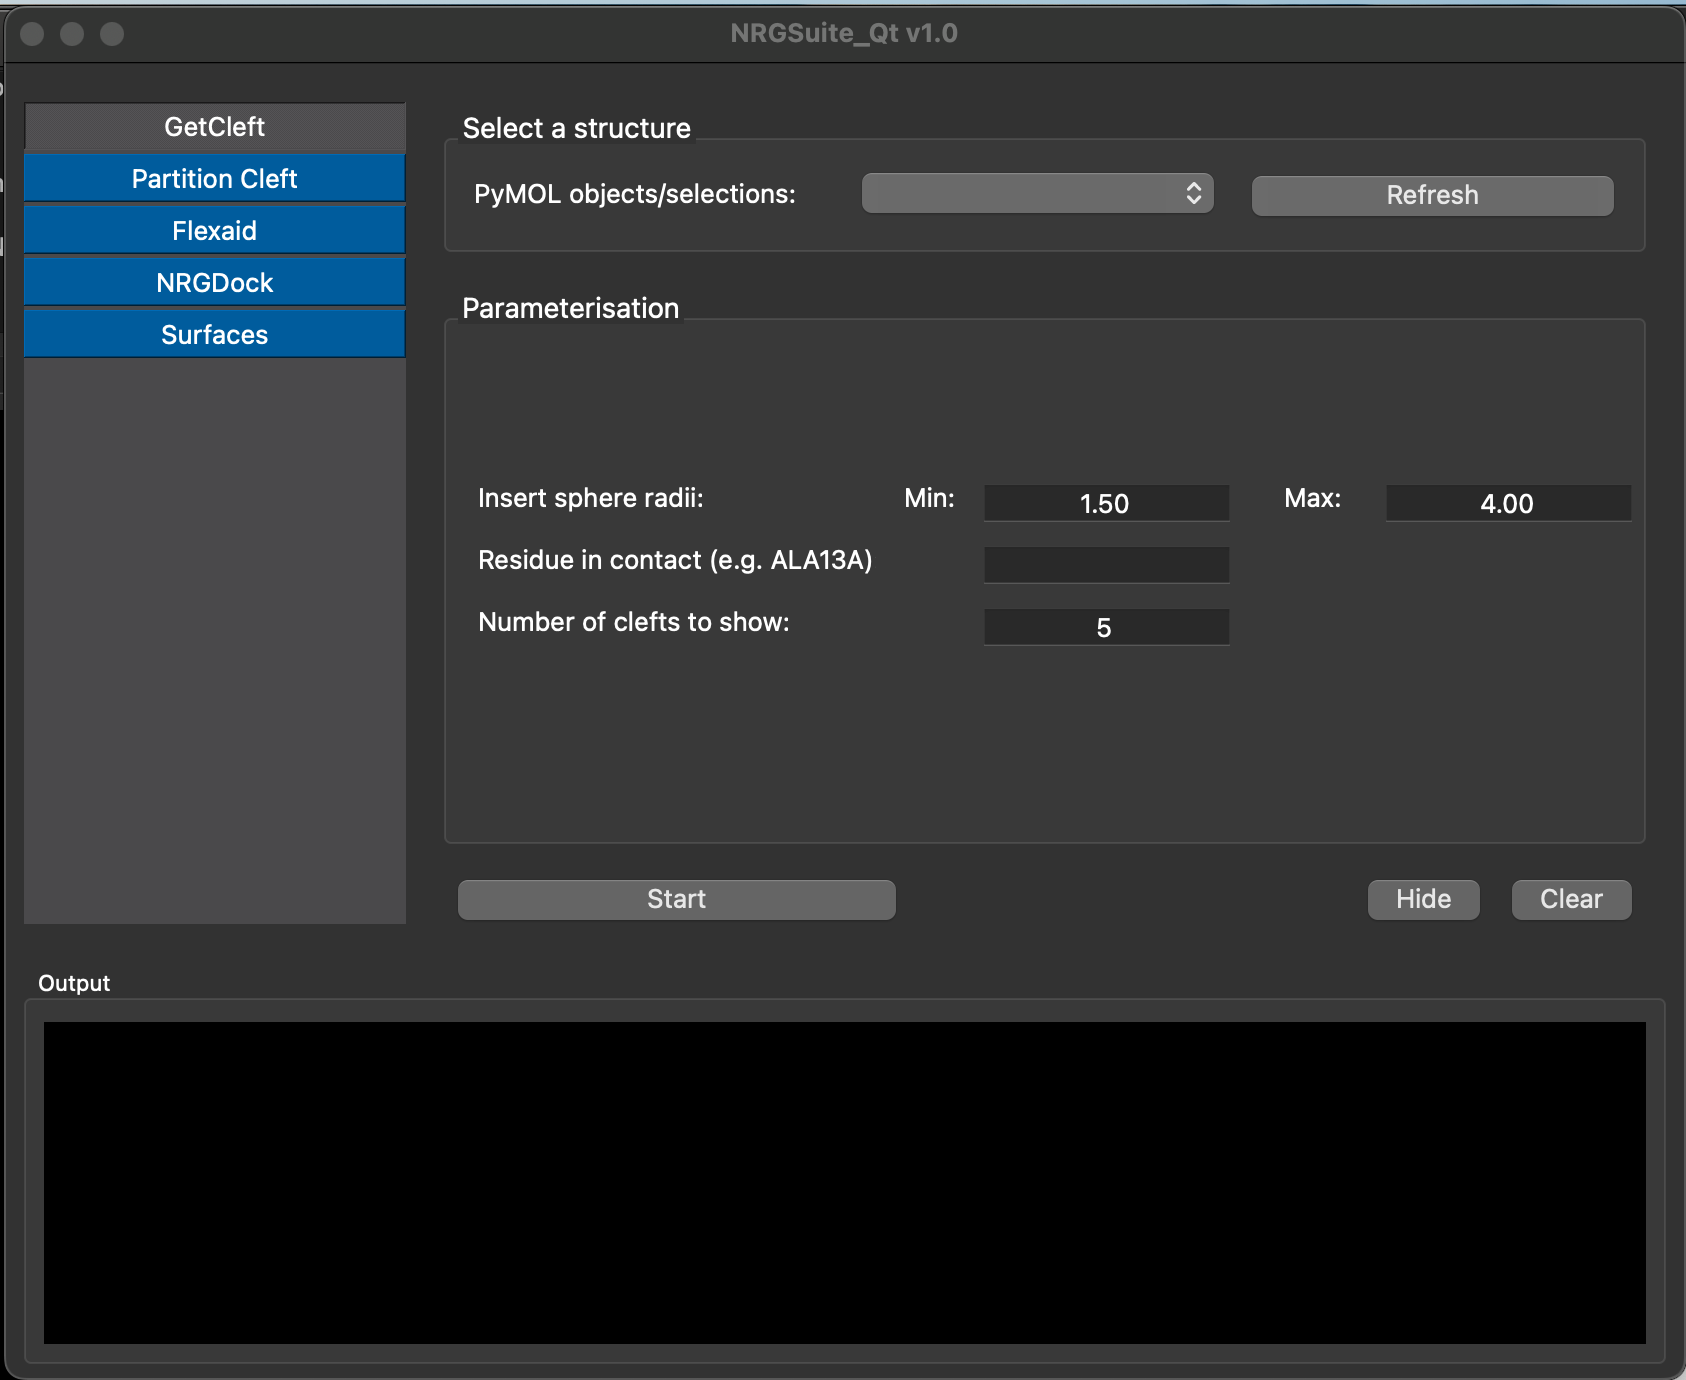 NRGSuite_Qt v1.0
GetCleft
Partition Cleft
Flexaid
NRGDock
Surfaces
Select a structure
PyMOL objects/selections:
Refresh
Parameterisation
Insert sphere radii: Min: 1.50 Max: 4.00
Residue in contact (e.g. ALA13A)
Number of clefts to show: 5
Start Hide Clear
Output